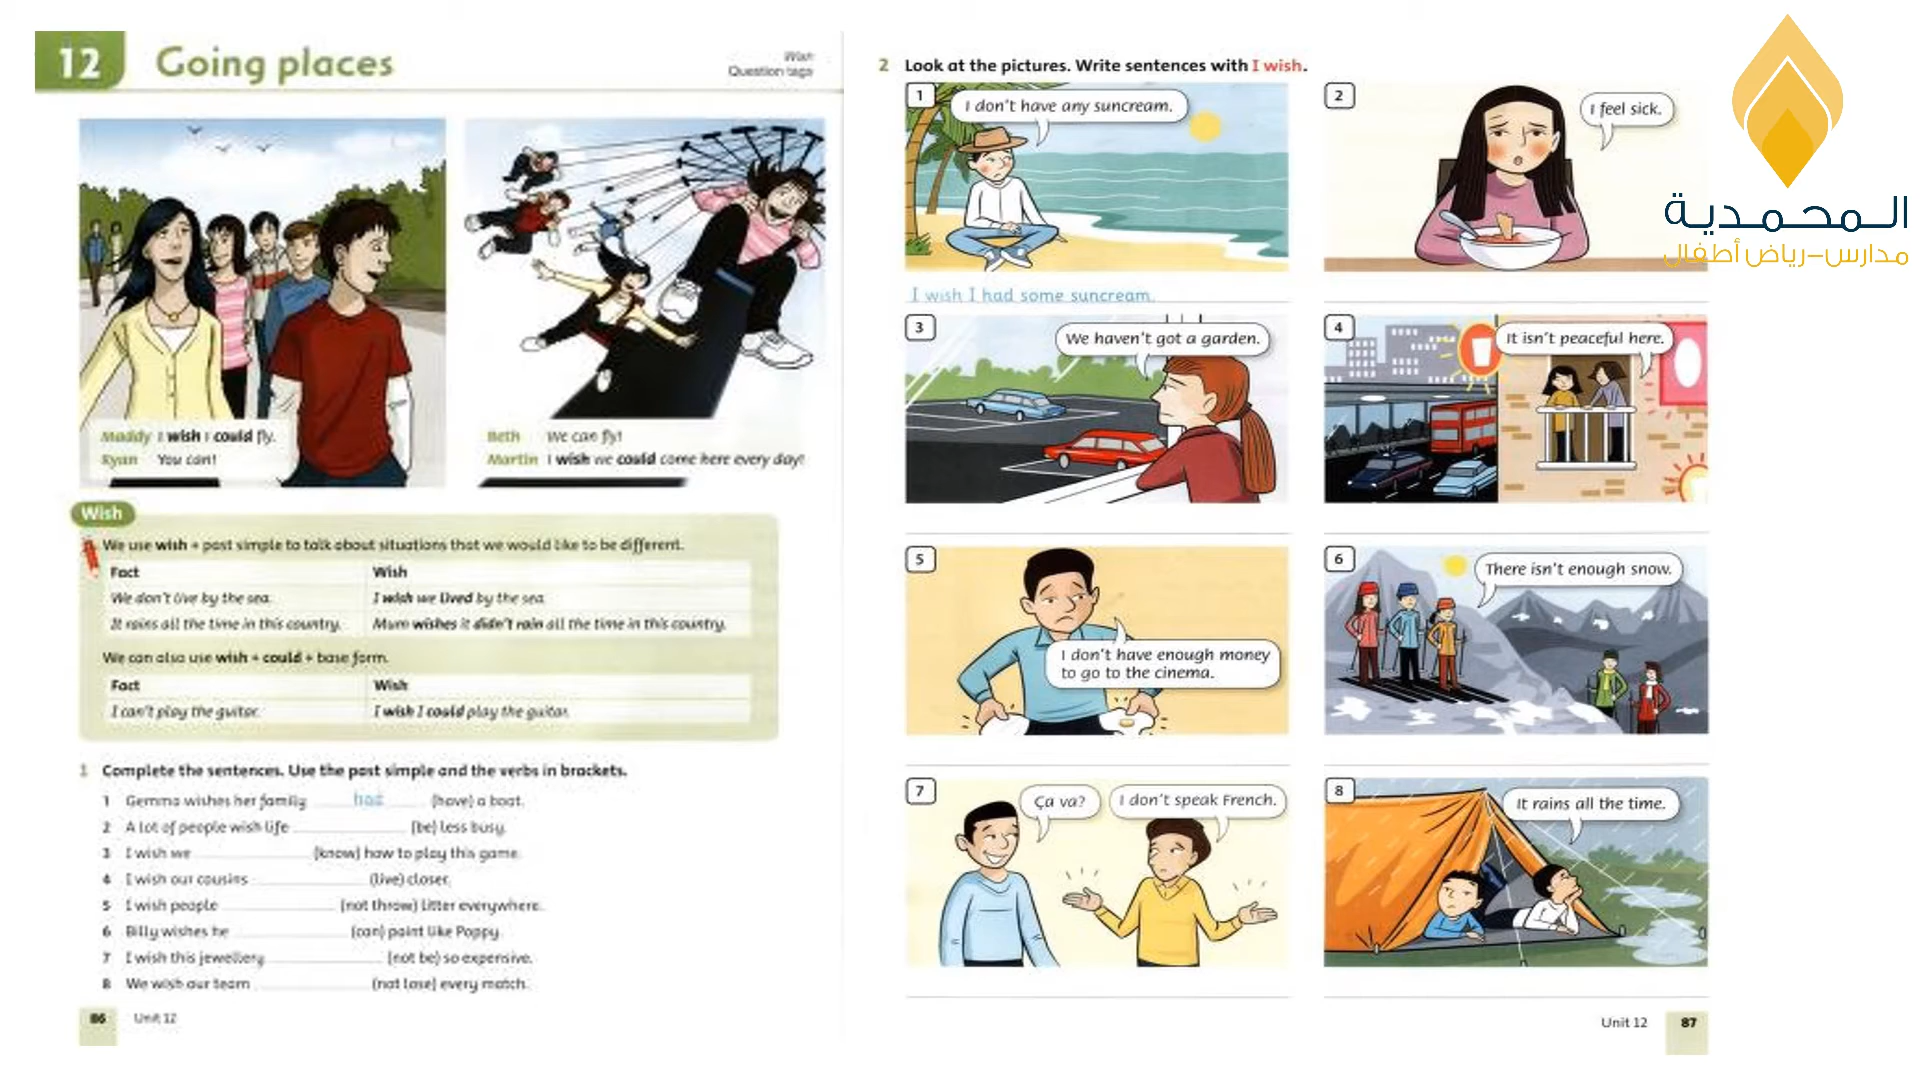 12 Going places
Wish
Question tags
Maddy I wish I could fly.
Ryan You can!
Beth We can fly!
Martin I wish we could come here every day!
Wish
We use wish + past simple to talk about situations that we would like to be different.
Fact Wish
We don't live by the sea. I wish we lived by the sea.
It rains all the time in this country. Mum wishes it didn't rain all the time in this country.
We can also use wish + could + base form.
Fact Wish
I can't play the guitar. I wish I could play the guitar.
1 Complete the sentences. Use the past simple and the verbs in brackets.
1 Gemma wishes her family had (have) a boat.
2 A lot of people wish life (be) less busy.
3 I wish we (know) how to play this game.
4 I wish our cousins (live) closer.
5 I wish people (not throw) litter everywhere.
6 Billy wishes he (can) paint like Poppy.
7 I wish this jewellery (not be) so expensive.
8 We wish our team (not lose) every match.
86 Unit 12
2 Look at the pictures. Write sentences with I wish.
1
I don't have any suncream.
I wish I had some suncream.
2
I feel sick.
3
We haven't got a garden.
4
It isn't peaceful here.
5
I don't have enough money
to go to the cinema.
6
There isn't enough snow.
7
Ça va?
I don't speak French.
8
It rains all the time.
Unit 12 87
المحمدية
مدارس-رياض أطفال